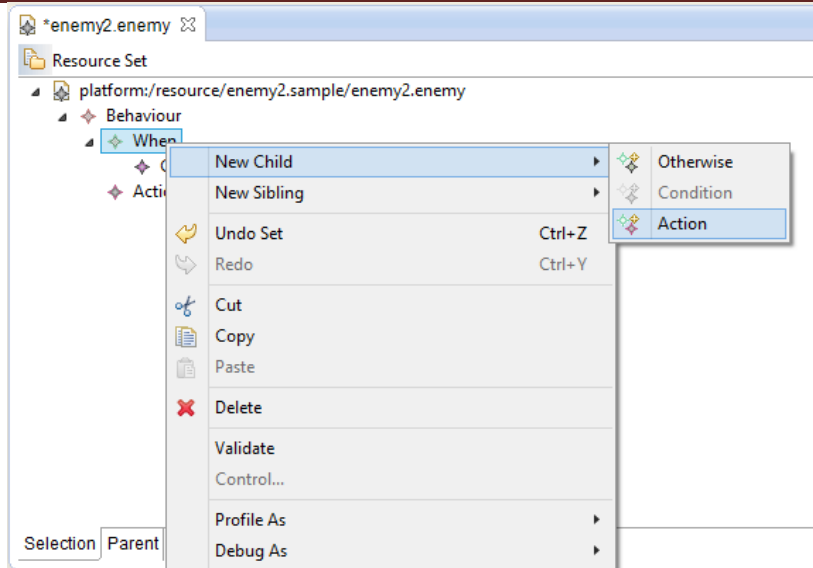 *enemy2.enemy
Resource Set
platform:/resource/enemy2.sample/enemy2.enemy
Behaviour
When
New Child
New Sibling
Undo Set Ctrl+Z
Redo Ctrl+Y
Cut
Copy
Paste
Delete
Validate
Control...
Profile As
Debug As
Otherwise
Condition
Action
Selection Parent